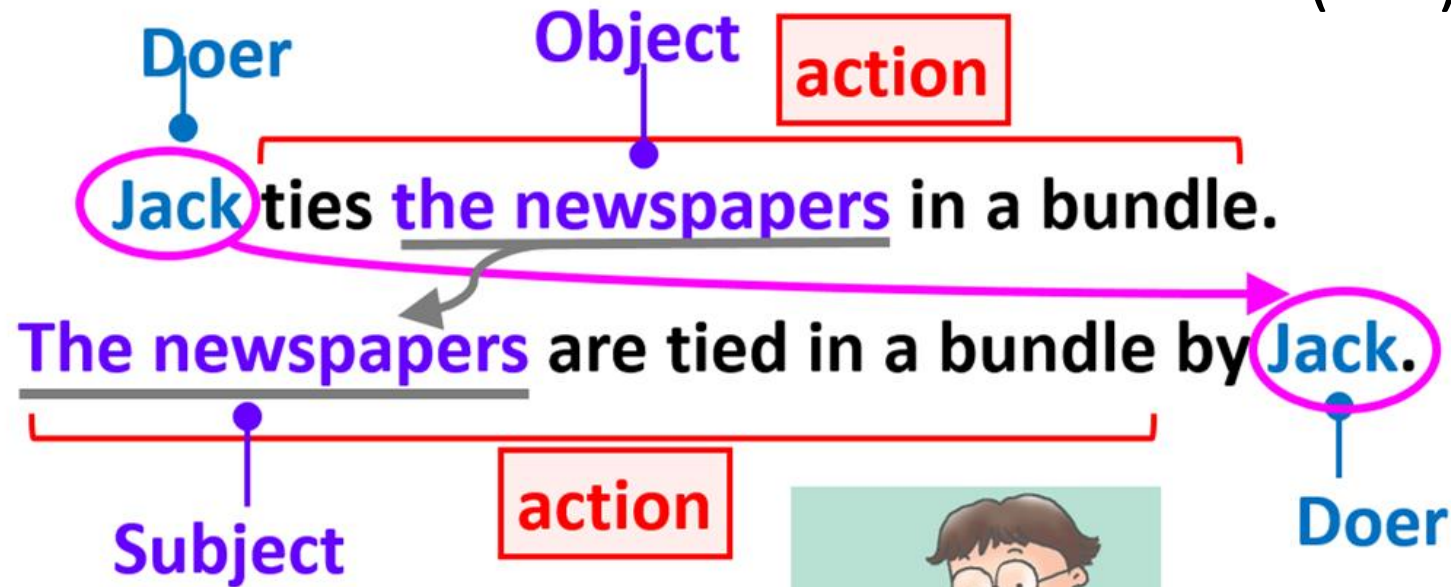 Doer
Object
action
Jack ties the newspapers in a bundle.
The newspapers are tied in a bundle by Jack.
Subject
action
Doer